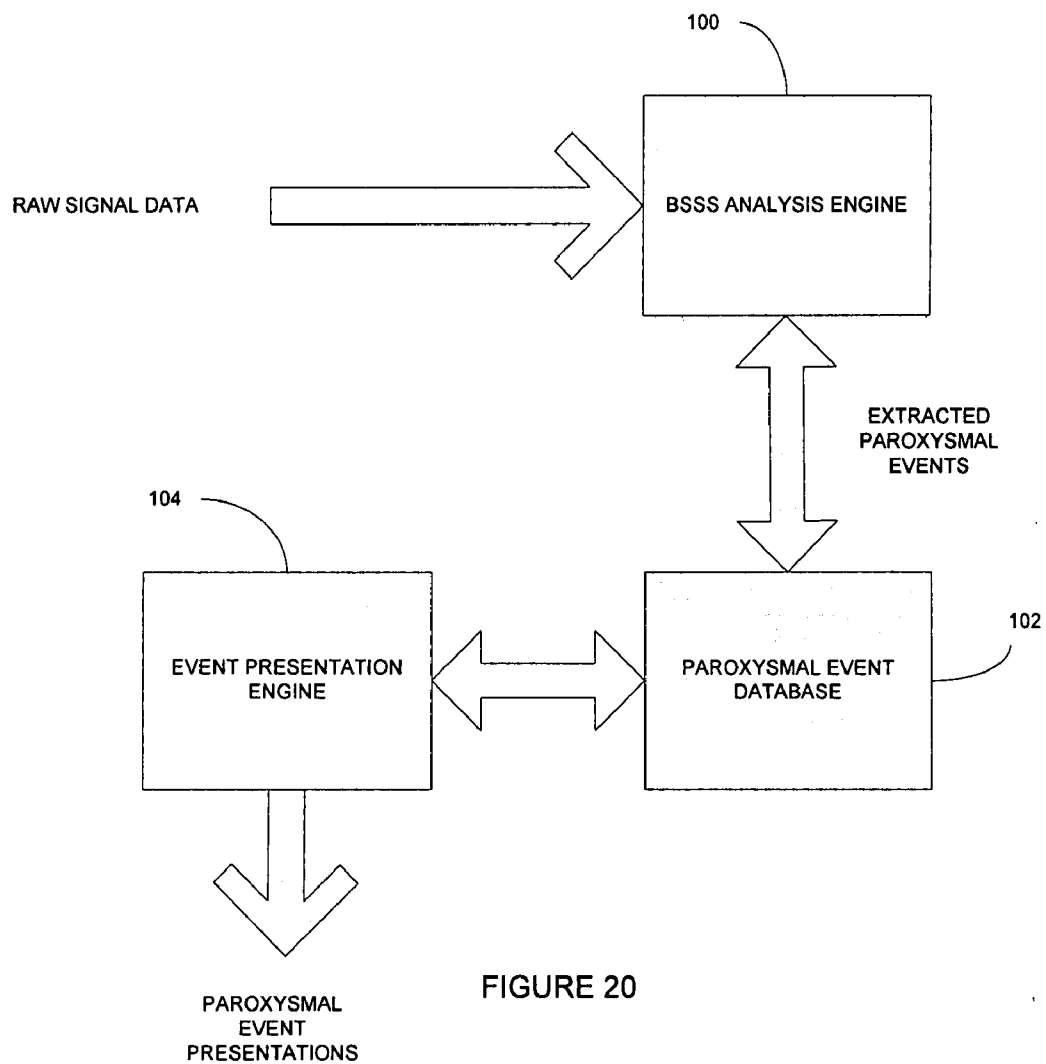 100
RAW SIGNAL DATA
BSSS ANALYSIS ENGINE
EXTRACTED
PAROXYSMAL
EVENTS
104
102
EVENT PRESENTATION
ENGINE
PAROXYSMAL EVENT
DATABASE
FIGURE 20
PAROXYSMAL
EVENT
PRESENTATIONS